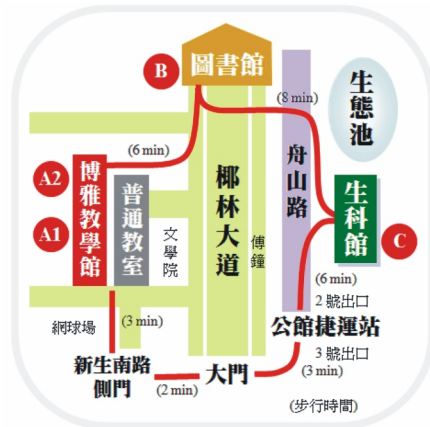 B
圖書館
(8 min)
生態池
(6 min)
A2
博雅教學館
A1
普通教室
文學院
椰林大道
傅鐘
舟山路
生科館
C
(6 min)
2 號出口
公館捷運站
3 號出口
(3 min)
網球場
(3 min)
新生南路
側門
(2 min)
大門
(步行時間)